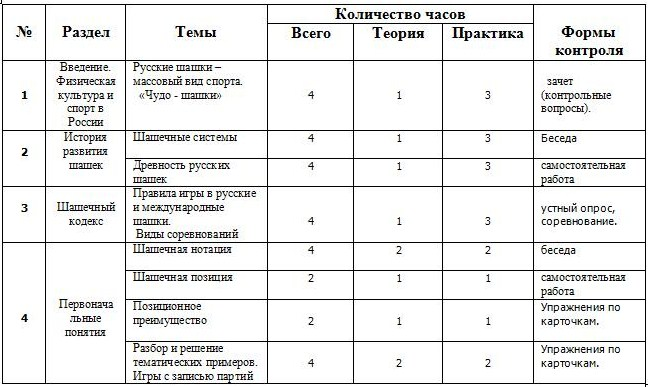 № Раздел Темы Количество часов Формы контроля
Всего Теория Практика
1 Введение. Физическая культура и спорт в России Русские шашки – массовый вид спорта. «Чудо - шашки» 4 1 3 зачет (контрольные вопросы).
2 История развития шашек Шашечные системы 4 1 3 Беседа
Древность русских шашек 4 1 3 самостоятельная работа
3 Шашечный кодекс Правила игры в русские и международные шашки. Виды соревнований 4 1 3 устный опрос, соревнование.
4 Первонача льные понятия Шашечная нотация 4 2 2 беседа
Шашечная позиция 2 1 1 самостоятельная работа
Позиционное преимущество 2 1 1 Упражнения по карточкам.
Разбор и решение тематических примеров. Игры с записью партий 4 2 2 Упражнения по карточкам.